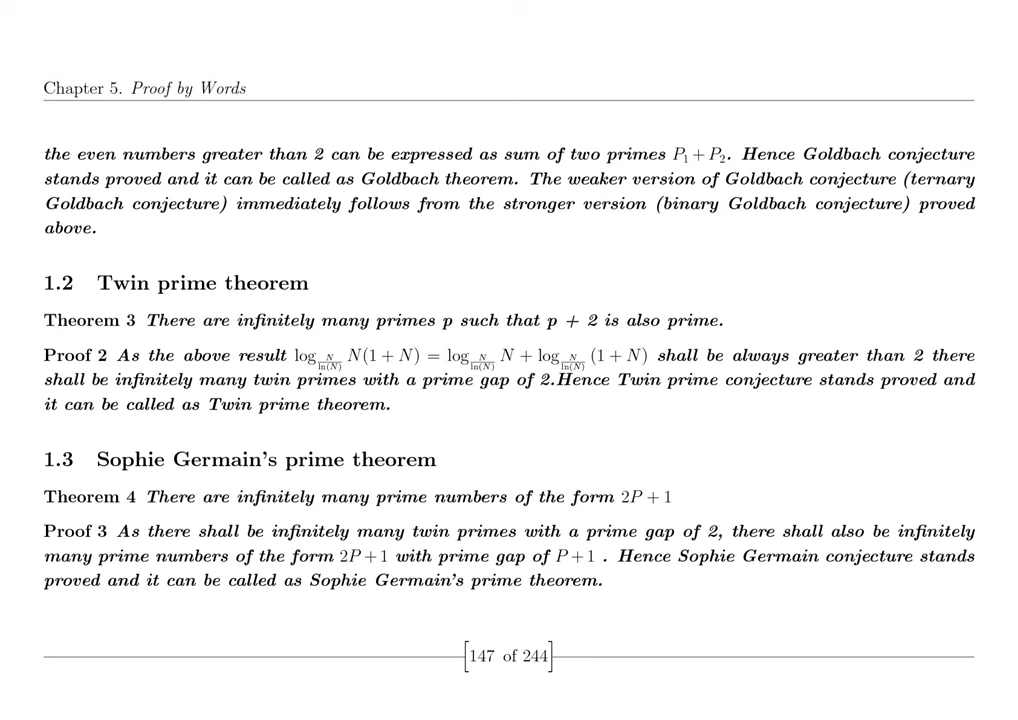 Chapter 5. Proof by Words
the even numbers greater than 2 can be expressed as sum of two primes P₁ + P₂. Hence Goldbach conjecture
stands proved and it can be called as Goldbach theorem. The weaker version of Goldbach conjecture (ternary
Goldbach conjecture) immediately follows from the stronger version (binary Goldbach conjecture) proved
above.
1.2 Twin prime theorem
Theorem 3 There are infinitely many primes p such that p + 2 is also prime.
Proof 2 As the above result log_{N/ln(N)} N(1 + N) = log_{N/ln(N)} N + log_{N/ln(N)} (1 + N) shall be always greater than 2 there
shall be infinitely many twin primes with a prime gap of 2.Hence Twin prime conjecture stands proved and
it can be called as Twin prime theorem.
1.3 Sophie Germain's prime theorem
Theorem 4 There are infinitely many prime numbers of the form 2P + 1
Proof 3 As there shall be infinitely many twin primes with a prime gap of 2, there shall also be infinitely
many prime numbers of the form 2P + 1 with prime gap of P + 1 . Hence Sophie Germain conjecture stands
proved and it can be called as Sophie Germain's prime theorem.
[147 of 244]